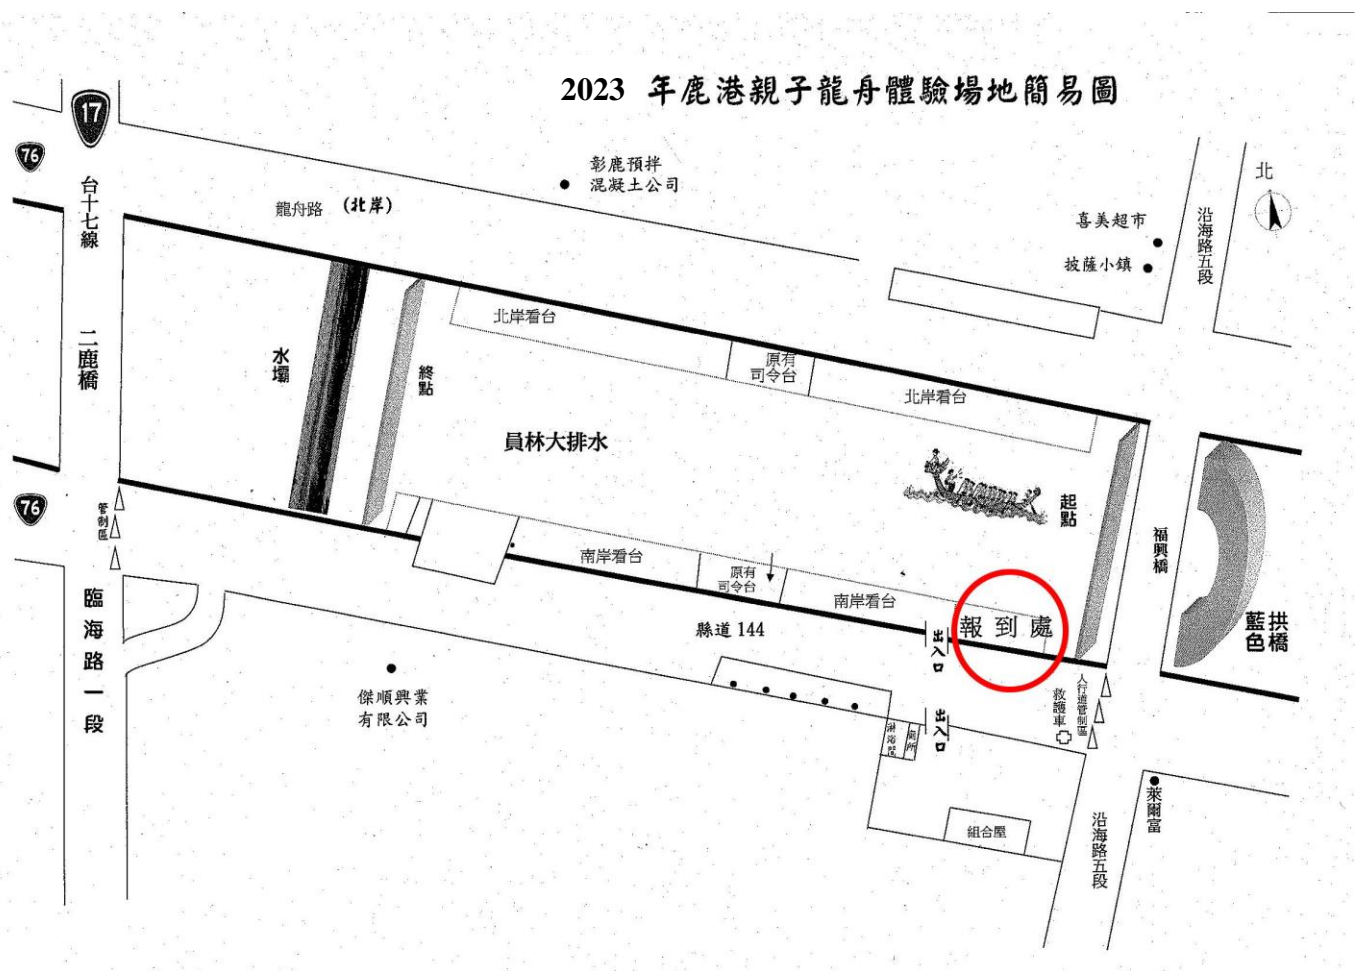 2023 年鹿港親子龍舟體驗場地簡易圖
17
76
台十七線
二鹿橋
彰鹿預拌
混凝土公司
龍舟路 (北岸)
北
喜美超市
披薩小鎮
沿海路五段
北岸看台
水壩
終點
原有
司令台
北岸看台
員林大排水
起點
福興橋
拱橋
藍色
76
管制區
南岸看台
原有
司令台
南岸看台
報到處
出入口
縣道 144
臨海路一段
傑順興業
有限公司
救護車
人行道管制區
出入口
淋浴間
廁所
萊爾富
組合屋
沿海路五段